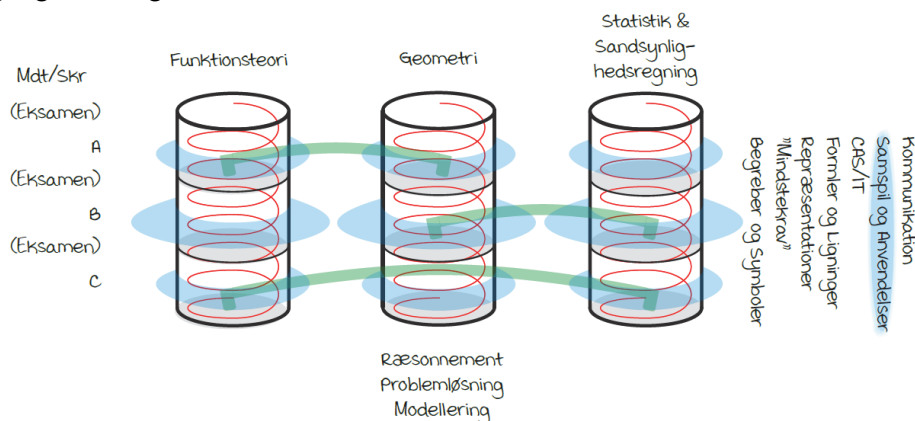 Statistik &
Sandsynlig-
hedsregning
Funktionsteori
Geometri
Mdt/Skr
(Eksamen)
A
(Eksamen)
B
(Eksamen)
C
Kommunikation
Samspil og Anvendelser
CAS/IT
Formler og Ligninger
Repræsentationer
"Mindstekrav"
Begreber og Symboler
Ræsonnement
Problemløsning
Modellering